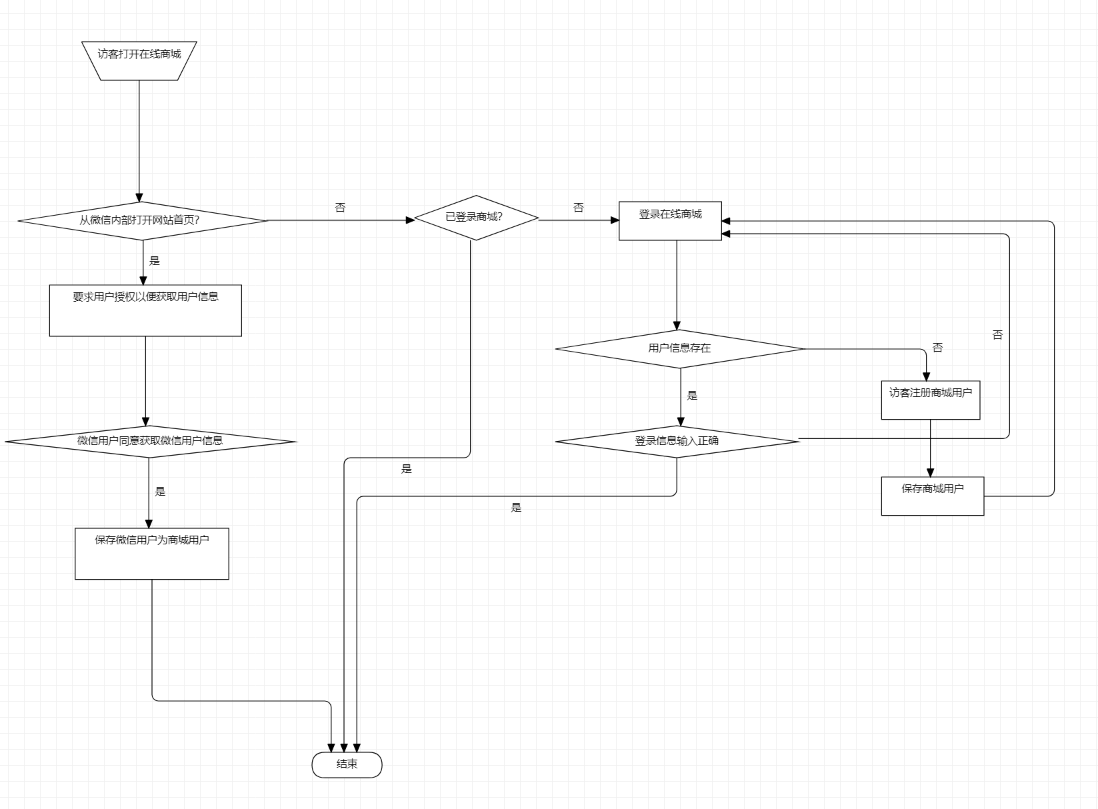 访客打开在线商城
从微信内部打开网站首页？
否
已登录商城？
否
登录在线商城
是
要求用户授权以便获取用户信息
否
用户信息存在
否
是
访客注册商城用户
微信用户同意获取微信用户信息
登录信息输入正确
是
是
保存商城用户
是
保存微信用户为商城用户
结束